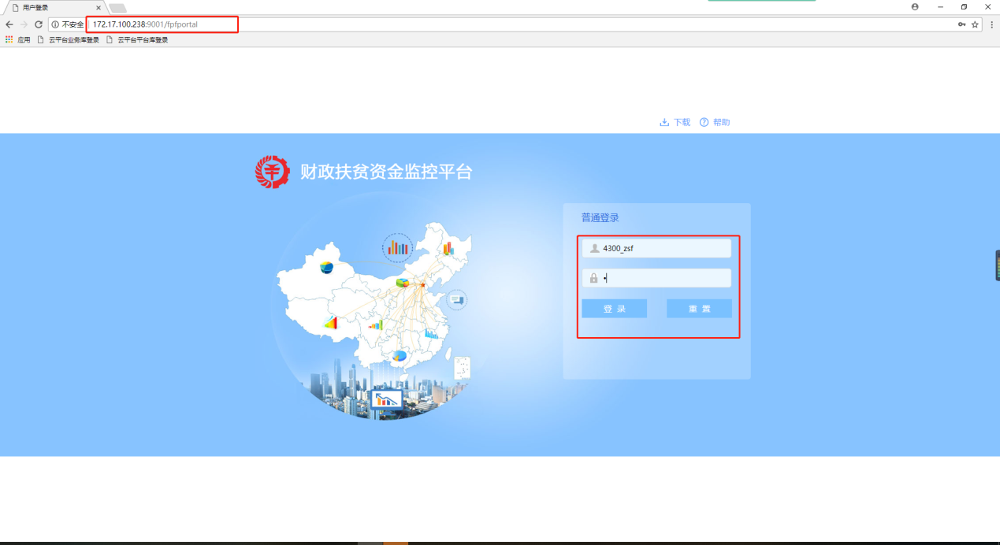 用户登录
不安全 172.17.100.238:9001/fpfportal
应用 云平台业务库登录 云平台平台库登录
下载 帮助
财政扶贫资金监控平台
普通登录
4300_zsf
登 录 重 置